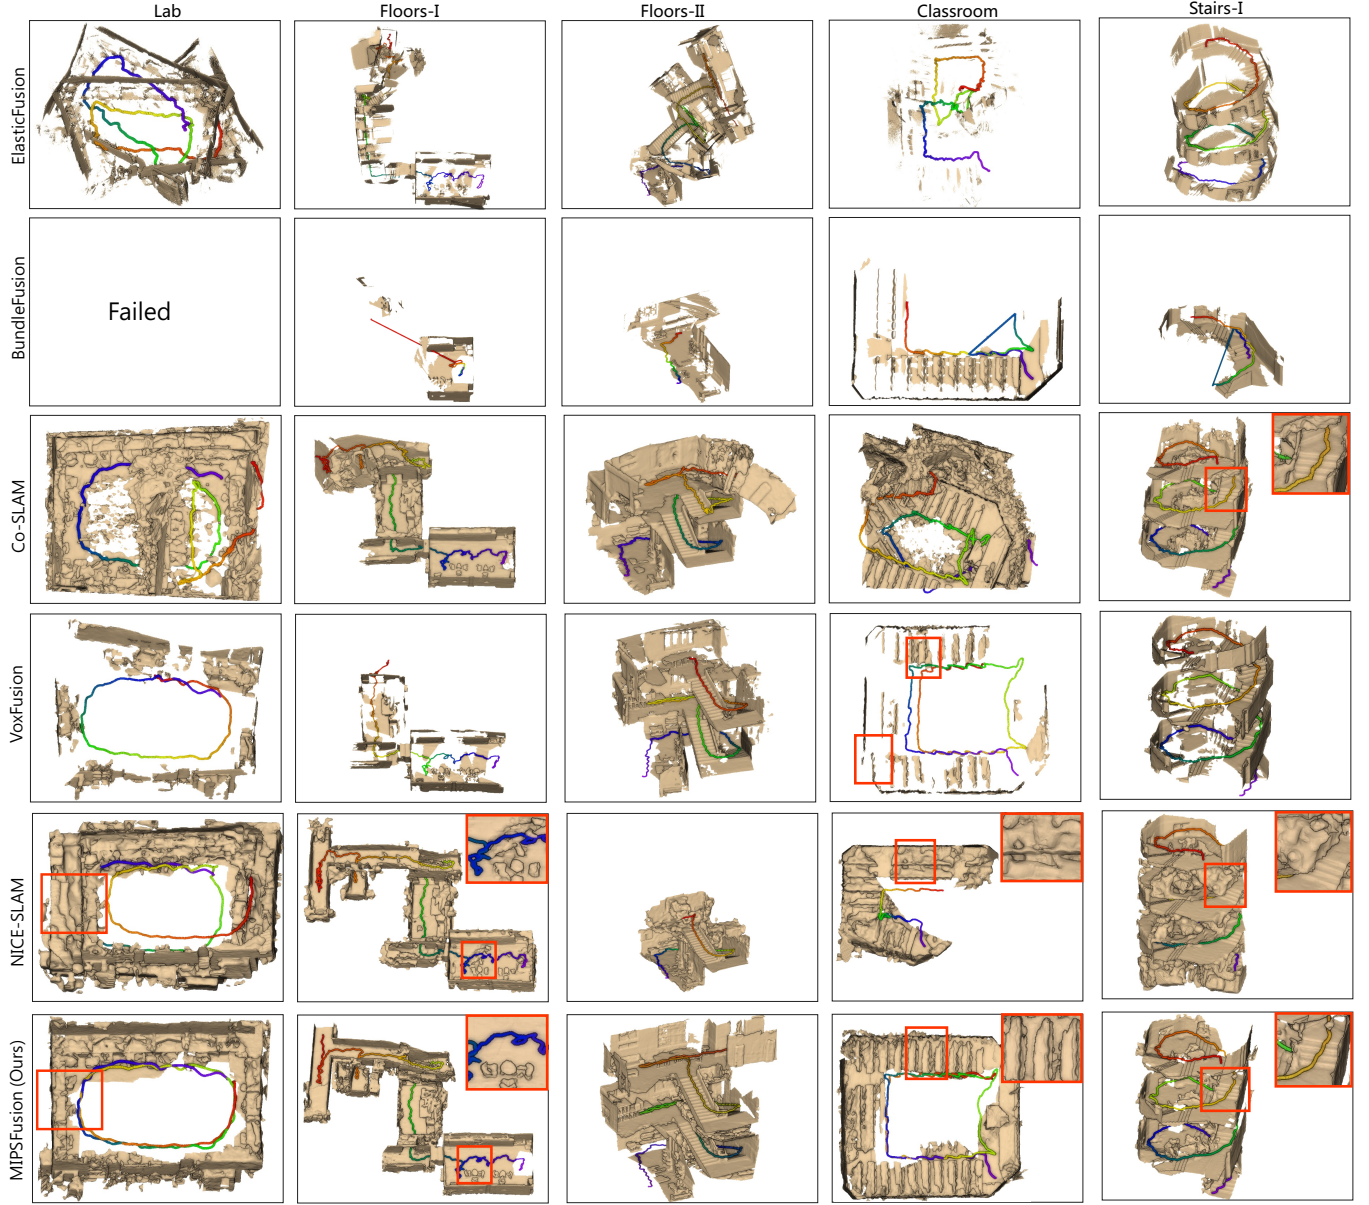 Lab Floors-I Floors-II Classroom Stairs-I
ElasticFusion
BundleFusion
Failed
Co-SLAM
VoxFusion
NICE-SLAM
MIPSFusion (Ours)